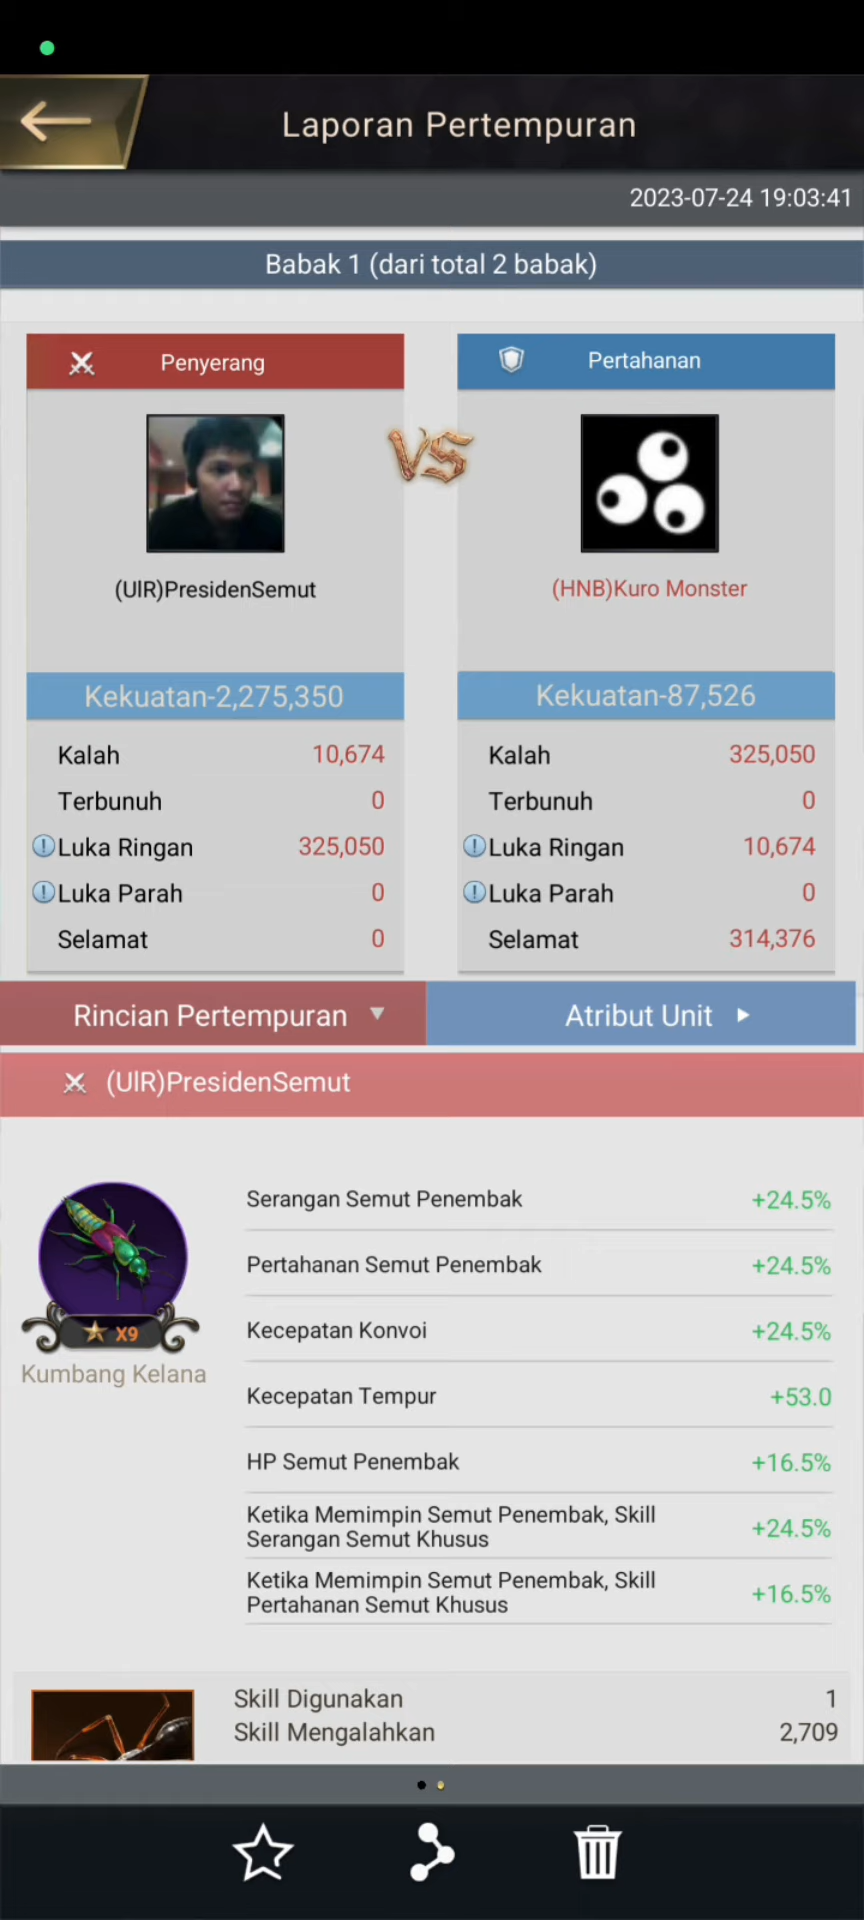 Laporan Pertempuran
2023-07-24 19:03:41
Babak 1 (dari total 2 babak)
Penyerang
Pertahanan
VS
(UlR)PresidenSemut
(HNB)Kuro Monster
Kekuatan-2,275,350
Kekuatan-87,526
Kalah 10,674
Kalah 325,050
Terbunuh 0
Terbunuh 0
Luka Ringan 325,050
Luka Ringan 10,674
Luka Parah 0
Luka Parah 0
Selamat 0
Selamat 314,376
Rincian Pertempuran
Atribut Unit
(UlR)PresidenSemut
Serangan Semut Penembak +24.5%
Pertahanan Semut Penembak +24.5%
Kecepatan Konvoi +24.5%
X9
Kumbang Kelana
Kecepatan Tempur +53.0
HP Semut Penembak +16.5%
Ketika Memimpin Semut Penembak, Skill
Serangan Semut Khusus +24.5%
Ketika Memimpin Semut Penembak, Skill
Pertahanan Semut Khusus +16.5%
Skill Digunakan 1
Skill Mengalahkan 2,709